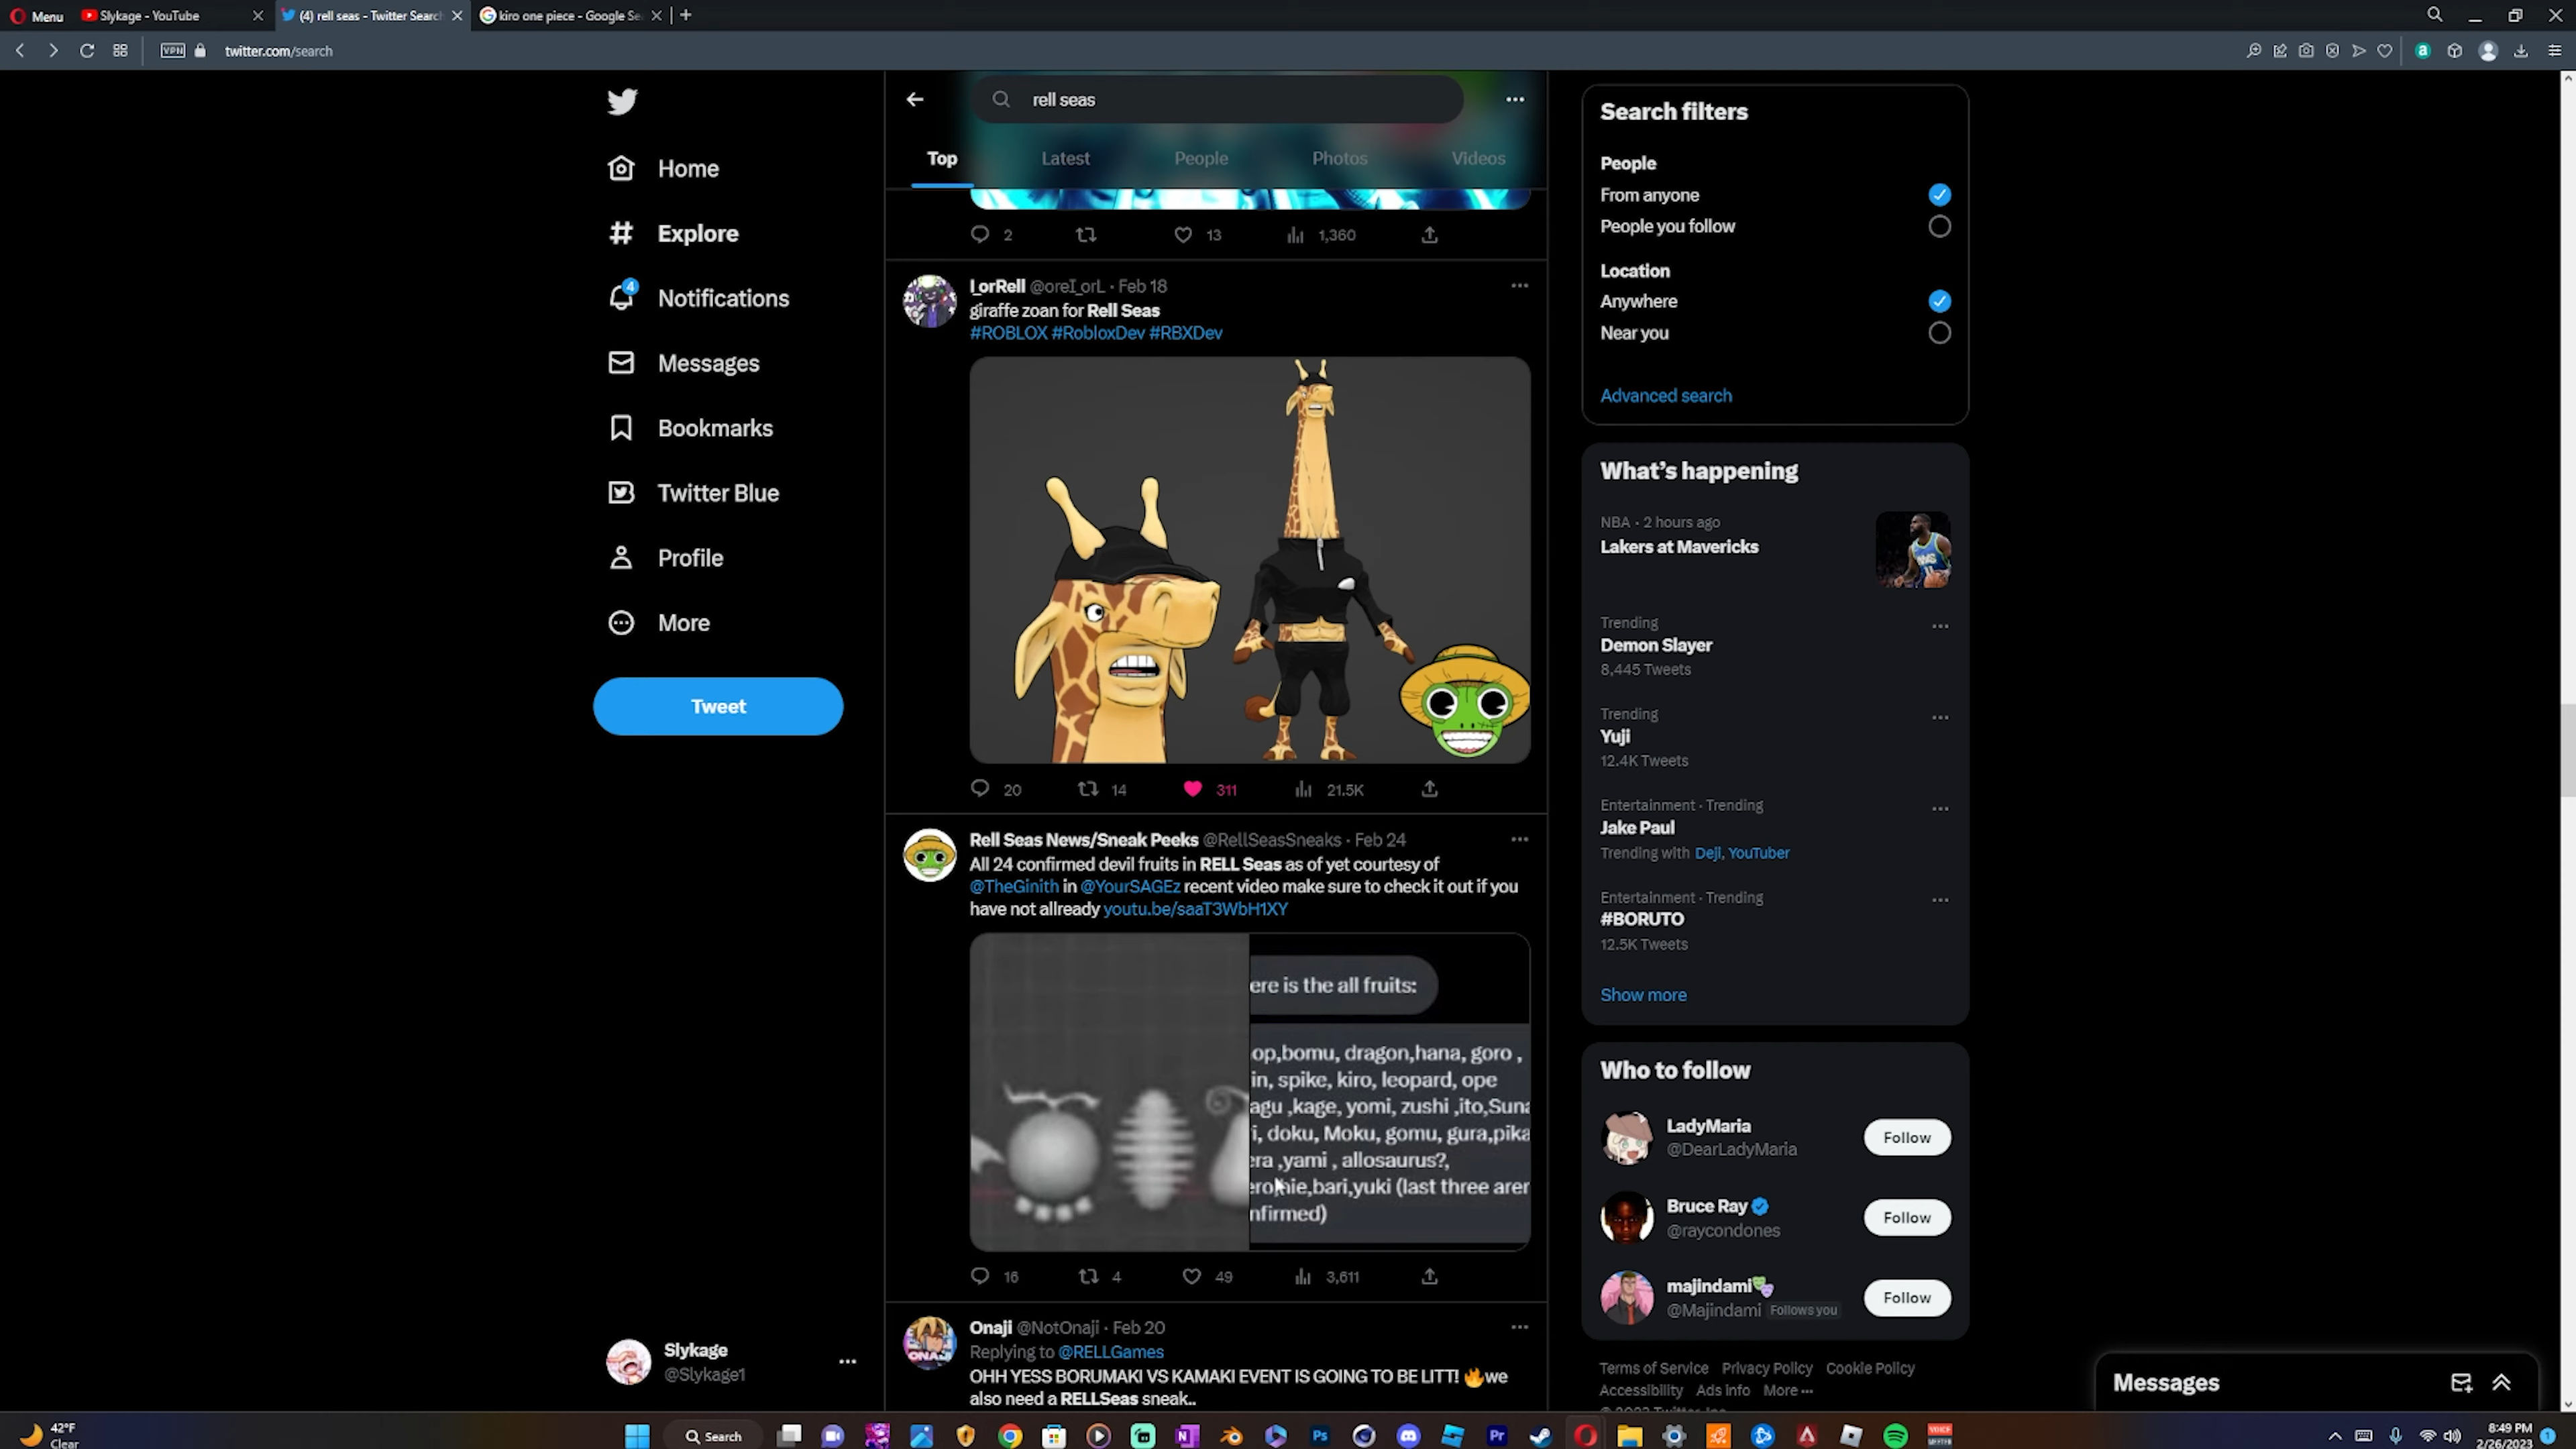 Menu
Slykage - YouTube
(4) rell seas - Twitter Search
kiro one piece - Google Se
VPN
twitter.com/search
Home
Explore
4
Notifications
Messages
Bookmarks
Twitter Blue
Profile
More
Tweet
Slykage
@Slykage1
rell seas
Top
Latest
People
Photos
Videos
2
13
1,360
I_orRell @oreI_orL · Feb 18
giraffe zoan for Rell Seas
#ROBLOX #RobloxDev #RBXDev
20
14
311
21.5K
Rell Seas News/Sneak Peeks @RellSeasSneaks · Feb 24
All 24 confirmed devil fruits in RELL Seas as of yet courtesy of
@TheGinith in @YourSAGEz recent video make sure to check it out if you
have not allready youtu.be/saaT3WbH1XY
ere is the all fruits:
op,bomu, dragon,hana, goro ,
in, spike, kiro, leopard, ope
agu ,kage, yomi, zushi ,ito,Suna
i, doku, Moku, gomu, gura,pika
era ,yami , allosaurus?,
(last three aren
nfirmed)
16
4
49
3,611
Onaji @NotOnaji · Feb 20
Replying to @RELLGames
OHH YESS BORUMAKI VS KAMAKI EVENT IS GOING TO BE LITT! 🔥we
also need a RELLSeas sneak..
ONAJI
Search filters
People
From anyone
People you follow
Location
Anywhere
Near you
Advanced search
What's happening
NBA · 2 hours ago
Lakers at Mavericks
Trending
Demon Slayer
8,445 Tweets
Trending
Yuji
12.4K Tweets
Entertainment · Trending
Jake Paul
Trending with Deji, YouTuber
Entertainment · Trending
#BORUTO
12.5K Tweets
Show more
Who to follow
LadyMaria
@DearLadyMaria
Follow
Bruce Ray
@raycondones
Follow
majindami
@Majindami Follows you
Follow
Terms of Service Privacy Policy Cookie Policy
Accessibility Ads info More ···
Messages
42°F
Clear
Search
8:49 PM
2/26/2023
1